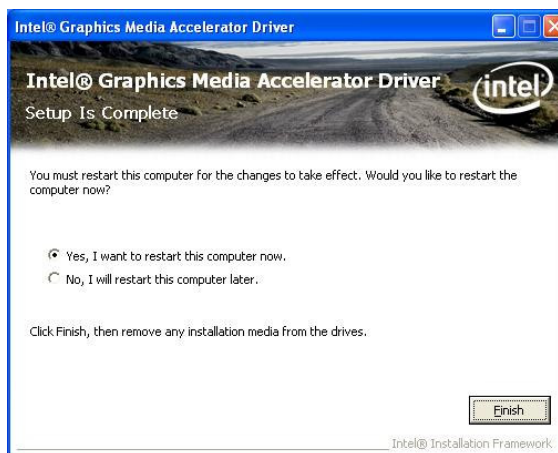 Intel® Graphics Media Accelerator Driver
Intel® Graphics Media Accelerator Driver
intel
Setup Is Complete
You must restart this computer for the changes to take effect. Would you like to restart the
computer now?
Yes, I want to restart this computer now.
No, I will restart this computer later.
Click Finish, then remove any installation media from the drives.
Finish
Intel® Installation Framework